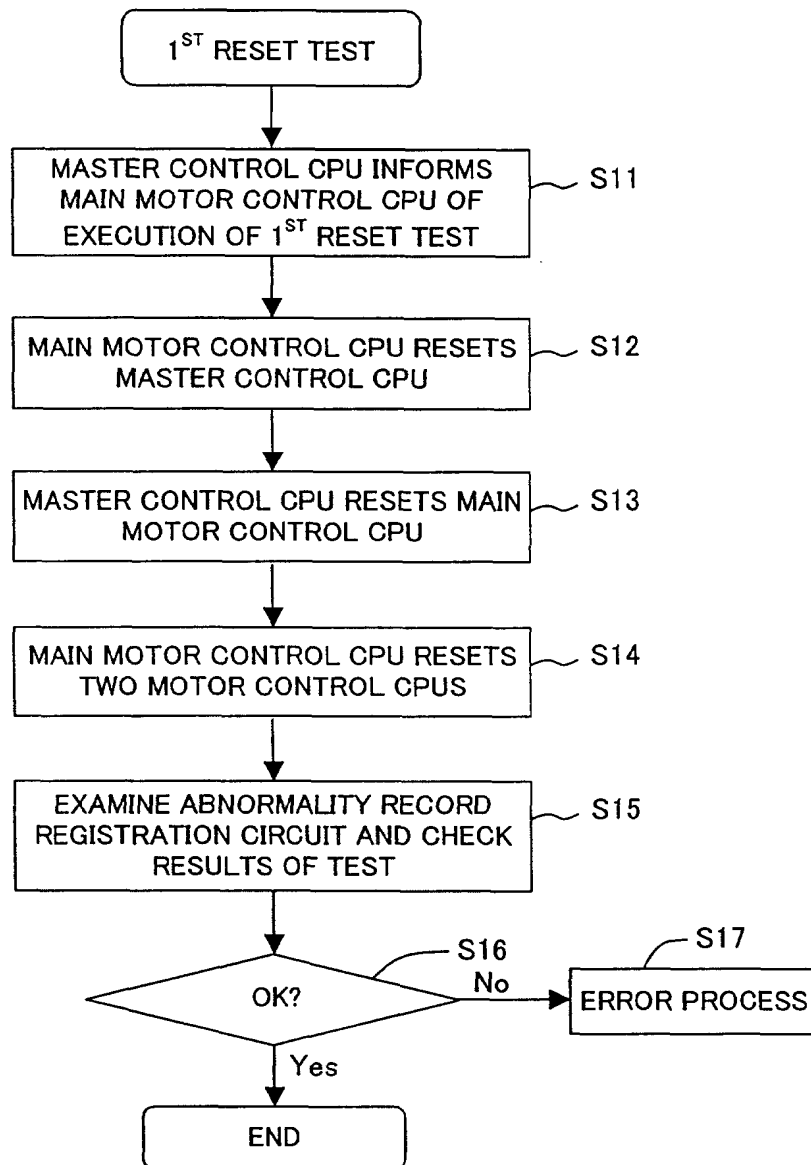 1ST RESET TEST
MASTER CONTROL CPU INFORMS
MAIN MOTOR CONTROL CPU OF
EXECUTION OF 1ST RESET TEST
S11
MAIN MOTOR CONTROL CPU RESETS
MASTER CONTROL CPU
S12
MASTER CONTROL CPU RESETS MAIN
MOTOR CONTROL CPU
S13
MAIN MOTOR CONTROL CPU RESETS
TWO MOTOR CONTROL CPUS
S14
EXAMINE ABNORMALITY RECORD
REGISTRATION CIRCUIT AND CHECK
RESULTS OF TEST
S15
OK?
S16
No
S17
ERROR PROCESS
Yes
END